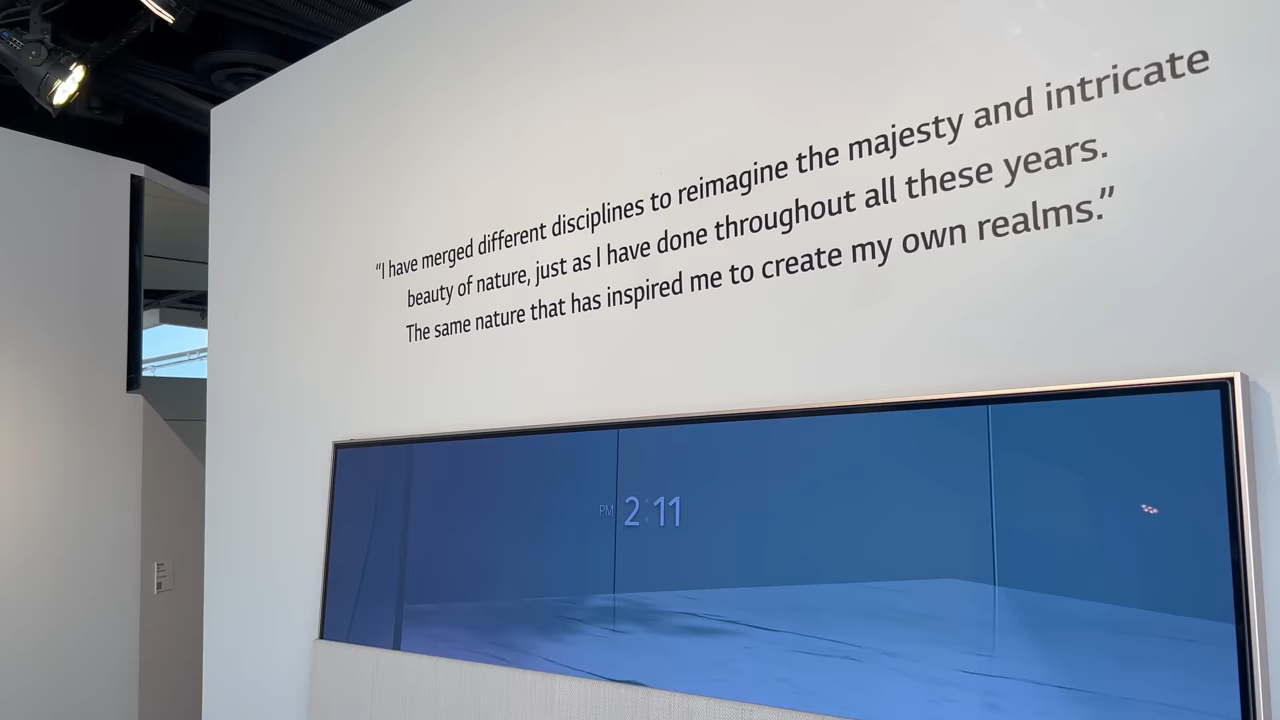 “I have merged different disciplines to reimagine the majesty and intricate
beauty of nature, just as I have done throughout all these years.
The same nature that has inspired me to create my own realms.”
PM 2:11